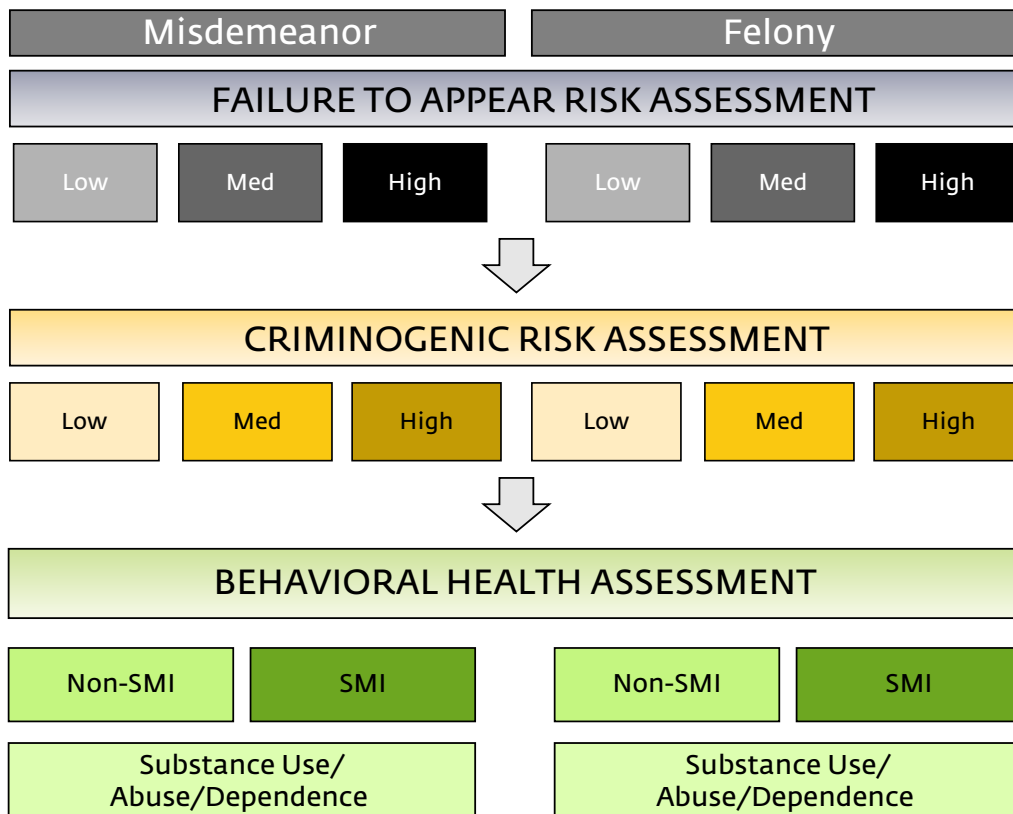 Misdemeanor Felony
FAILURE TO APPEAR RISK ASSESSMENT
Low Med High Low Med High
CRIMINOGENIC RISK ASSESSMENT
Low Med High Low Med High
BEHAVIORAL HEALTH ASSESSMENT
Non-SMI SMI Non-SMI SMI
Substance Use/ Substance Use/
Abuse/Dependence Abuse/Dependence